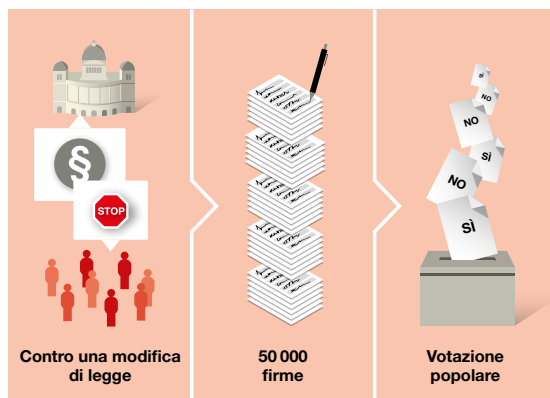 §
STOP
SÌ
NO
NO
SÌ
NO
SÌ
Contro una modifica
di legge
50 000
firme
Votazione
popolare